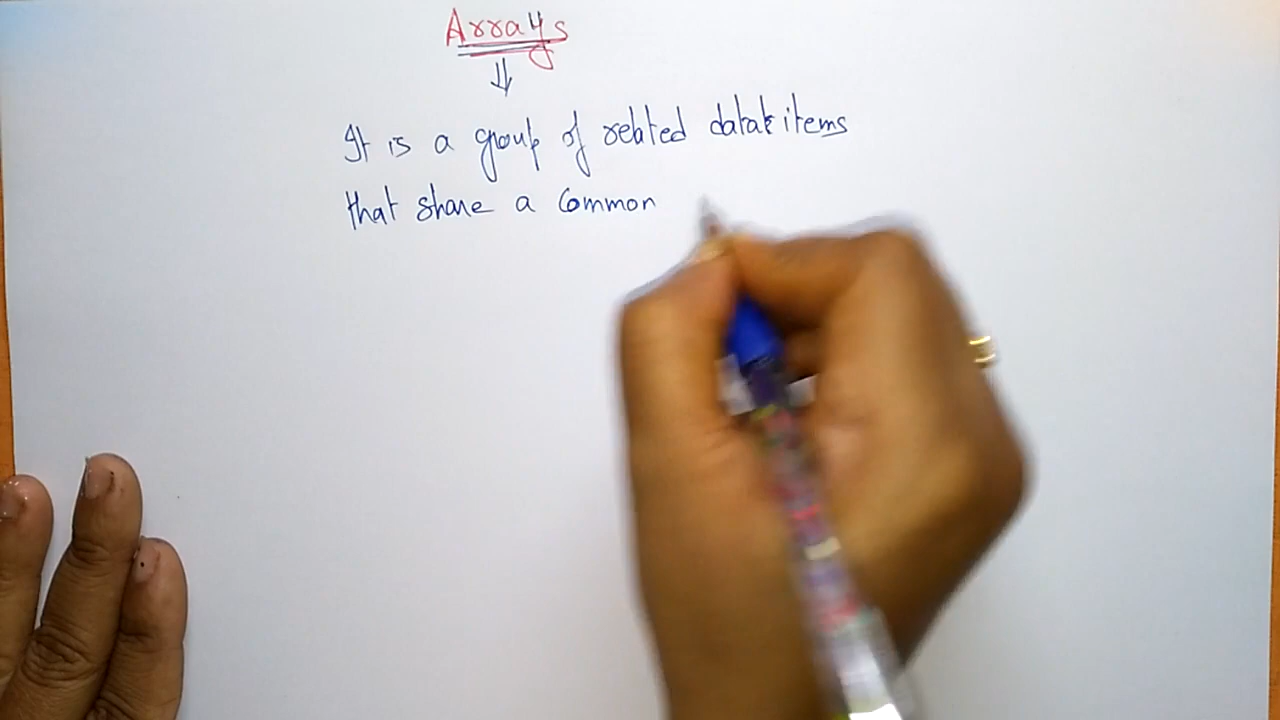 Arrays
It is a group of related data items
that share a common